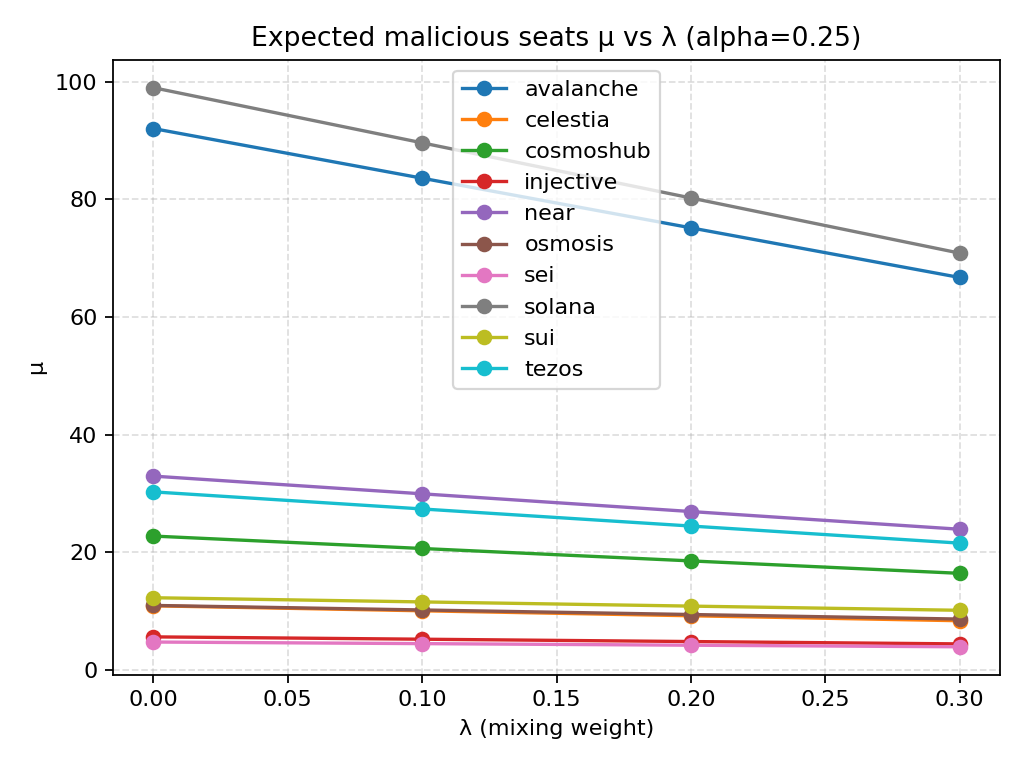 Expected malicious seats μ vs λ (alpha=0.25)
100
80
60
40
20
0
μ
avalanche
celestia
cosmoshub
injective
near
osmosis
sei
solana
sui
tezos
0.00 0.05 0.10 0.15 0.20 0.25 0.30
λ (mixing weight)